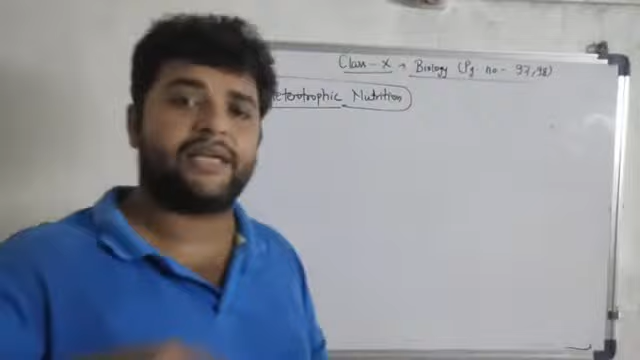 Class - X → Biology (Pg. no - 97,98)
eterotrophic Nutrition